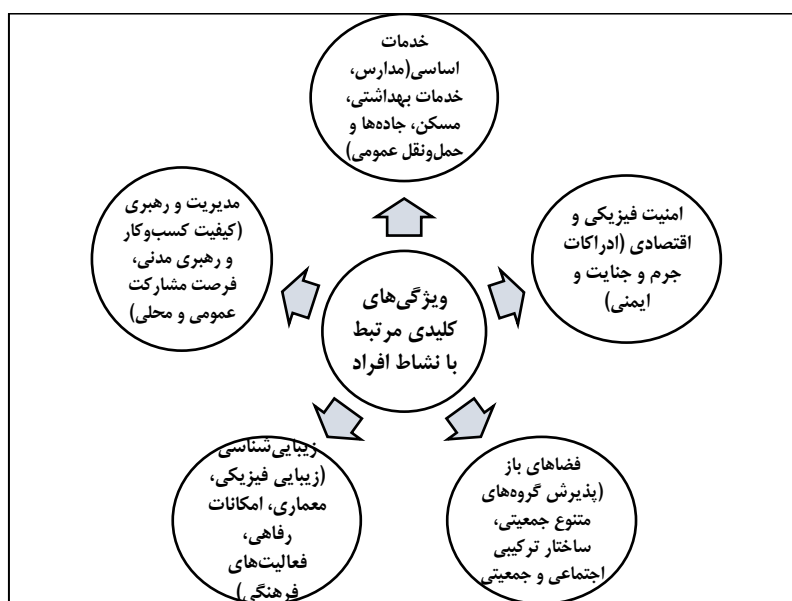 خدمات
اساسی(مدارس،
خدمات بهداشتی،
مسکن، جاده‌ها و
حمل‌ونقل عمومی)
امنیت فیزیکی و
اقتصادی (ادراکات
جرم و جنایت و
ایمنی)
مدیریت و رهبری
(کیفیت کسب‌وکار
و رهبری مدنی،
فرصت مشارکت
عمومی و محلی)
ویژگی‌های
کلیدی مرتبط
با نشاط افراد
فضاهای باز
(پذیرش گروه‌های
متنوع جمعیتی،
ساختار ترکیبی
اجتماعی و جمعیتی
زیبایی‌شناسی
(زیبایی فیزیکی،
معماری، امکانات
رفاهی،
فعالیت‌های
فرهنگی)